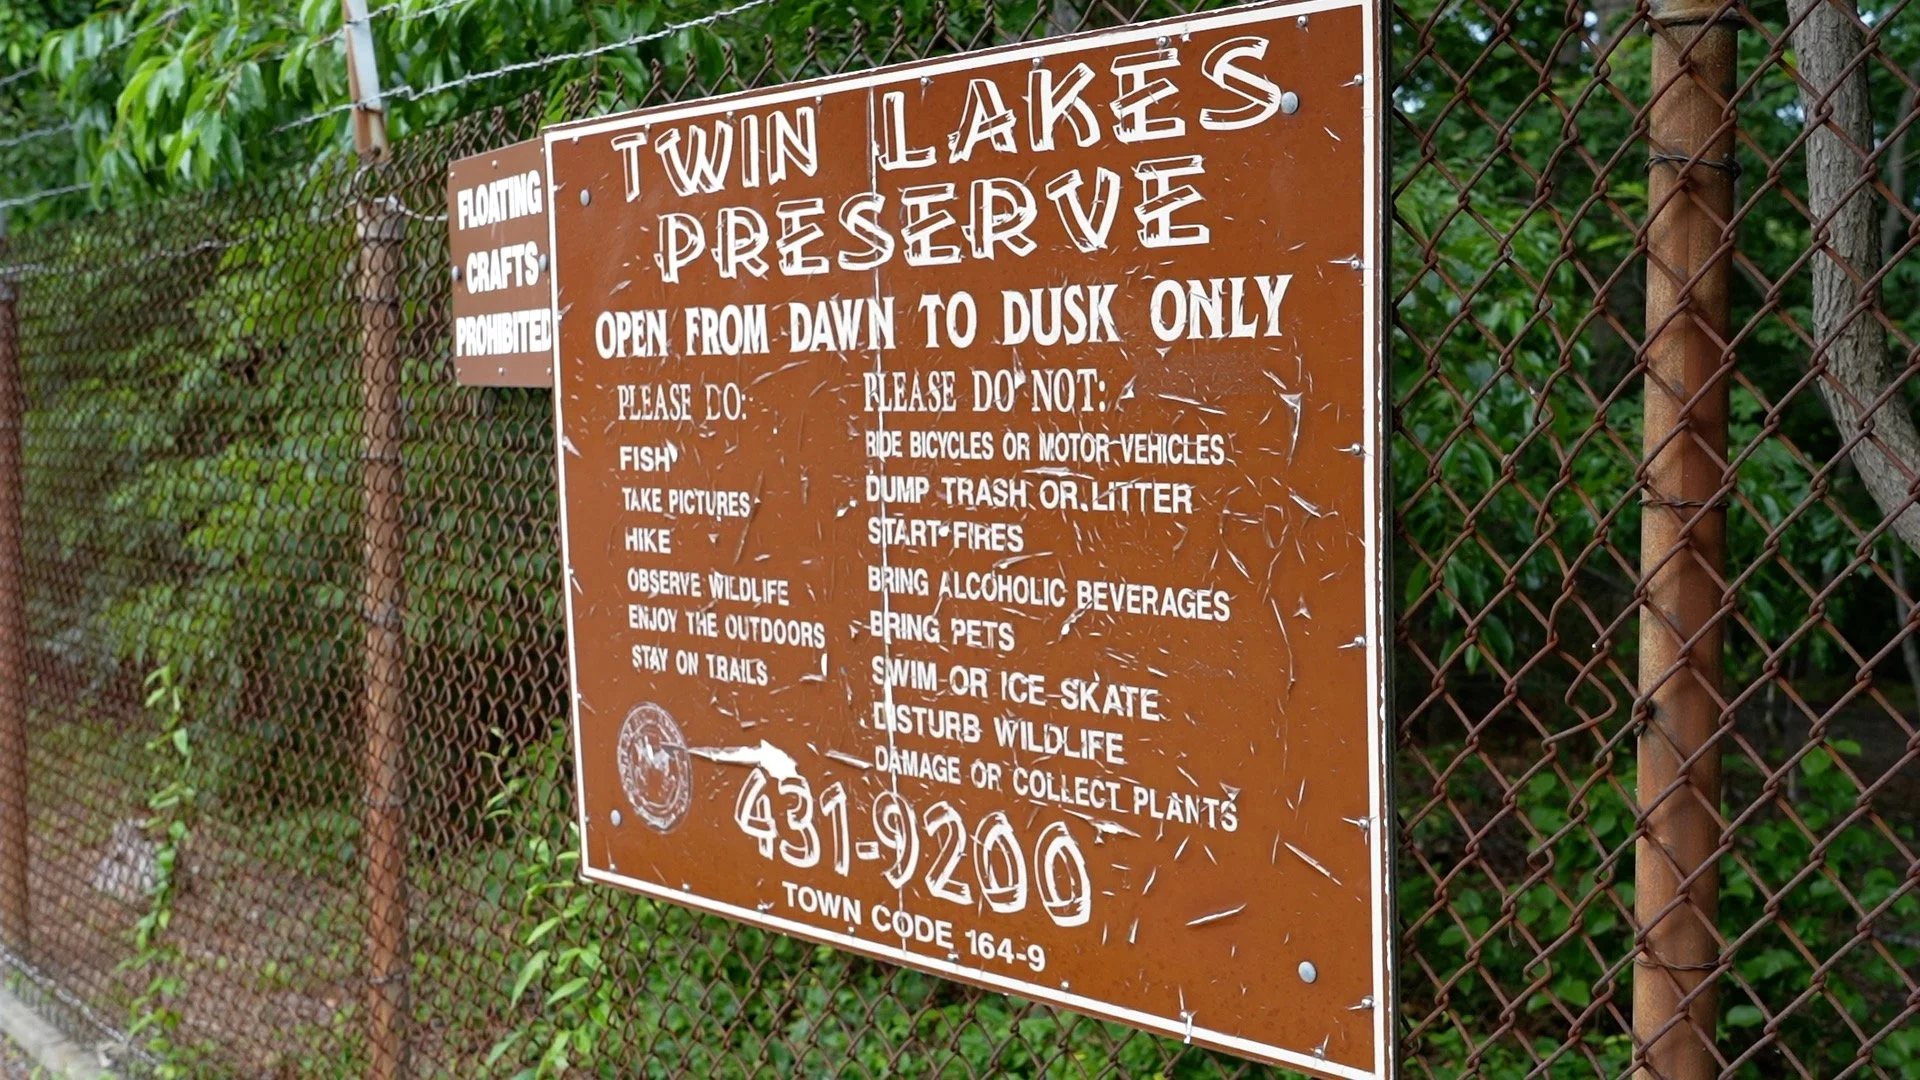 FLOATING
CRAFTS
PROHIBITED
TWIN LAKES
PRESERVE
OPEN FROM DAWN TO DUSK ONLY
PLEASE DO:
FISH
TAKE PICTURES
HIKE
OBSERVE WILDLIFE
ENJOY THE OUTDOORS
STAY ON TRAILS
PLEASE DO NOT:
RIDE BICYCLES OR MOTOR VEHICLES
DUMP TRASH OR LITTER
START FIRES
BRING ALCOHOLIC BEVERAGES
BRING PETS
SWIM OR ICE SKATE
DISTURB WILDLIFE
DAMAGE OR COLLECT PLANTS
431-9200
TOWN CODE 164-9